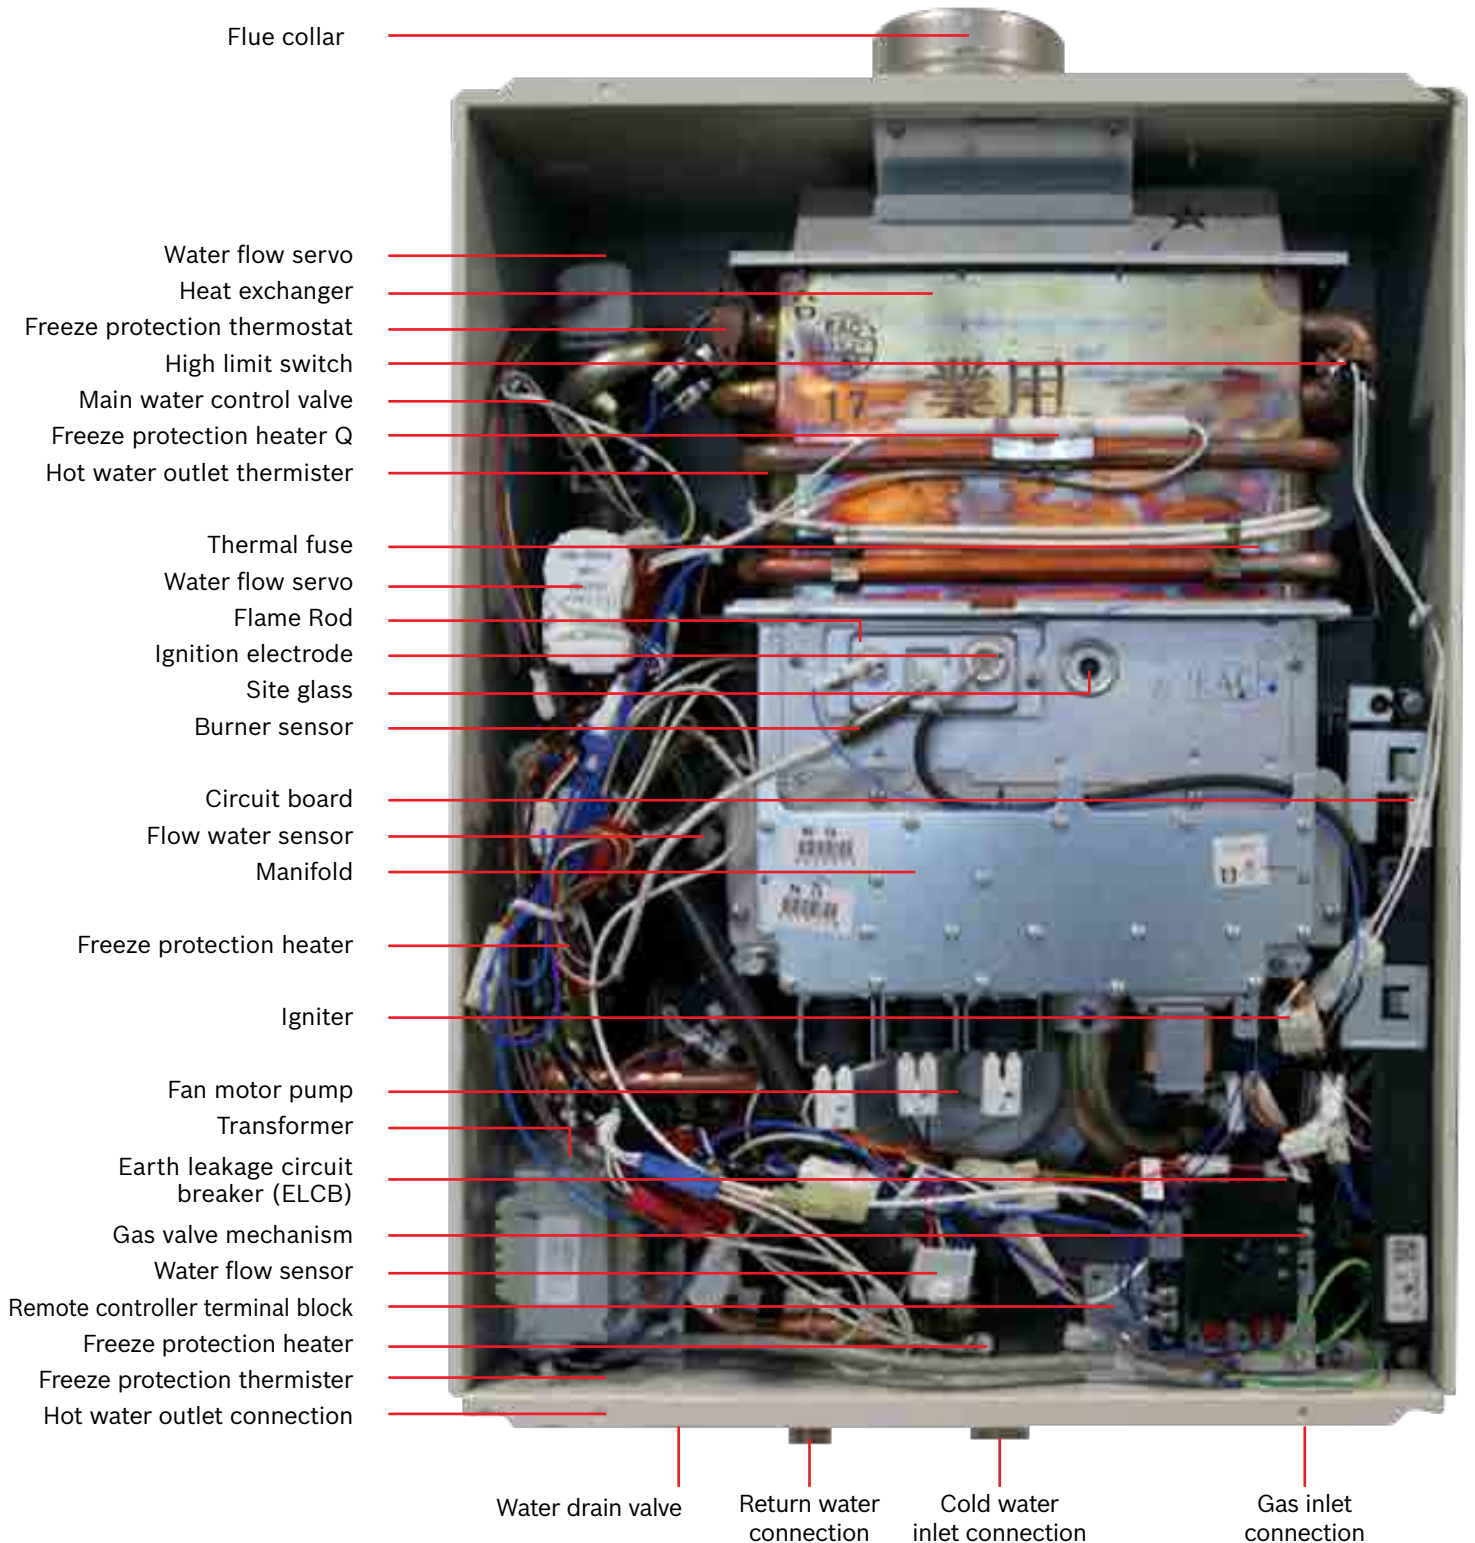 Flue collar
Water flow servo
Heat exchanger
Freeze protection thermostat
High limit switch
Main water control valve
Freeze protection heater Q
Hot water outlet thermister
Thermal fuse
Water flow servo
Flame Rod
Ignition electrode
Site glass
Burner sensor
Circuit board
Flow water sensor
Manifold
Freeze protection heater
Igniter
Fan motor pump
Transformer
Earth leakage circuit
breaker (ELCB)
Gas valve mechanism
Water flow sensor
Remote controller terminal block
Freeze protection heater
Freeze protection thermister
Hot water outlet connection
Water drain valve
Return water
connection
Cold water
inlet connection
Gas inlet
connection
17
業用